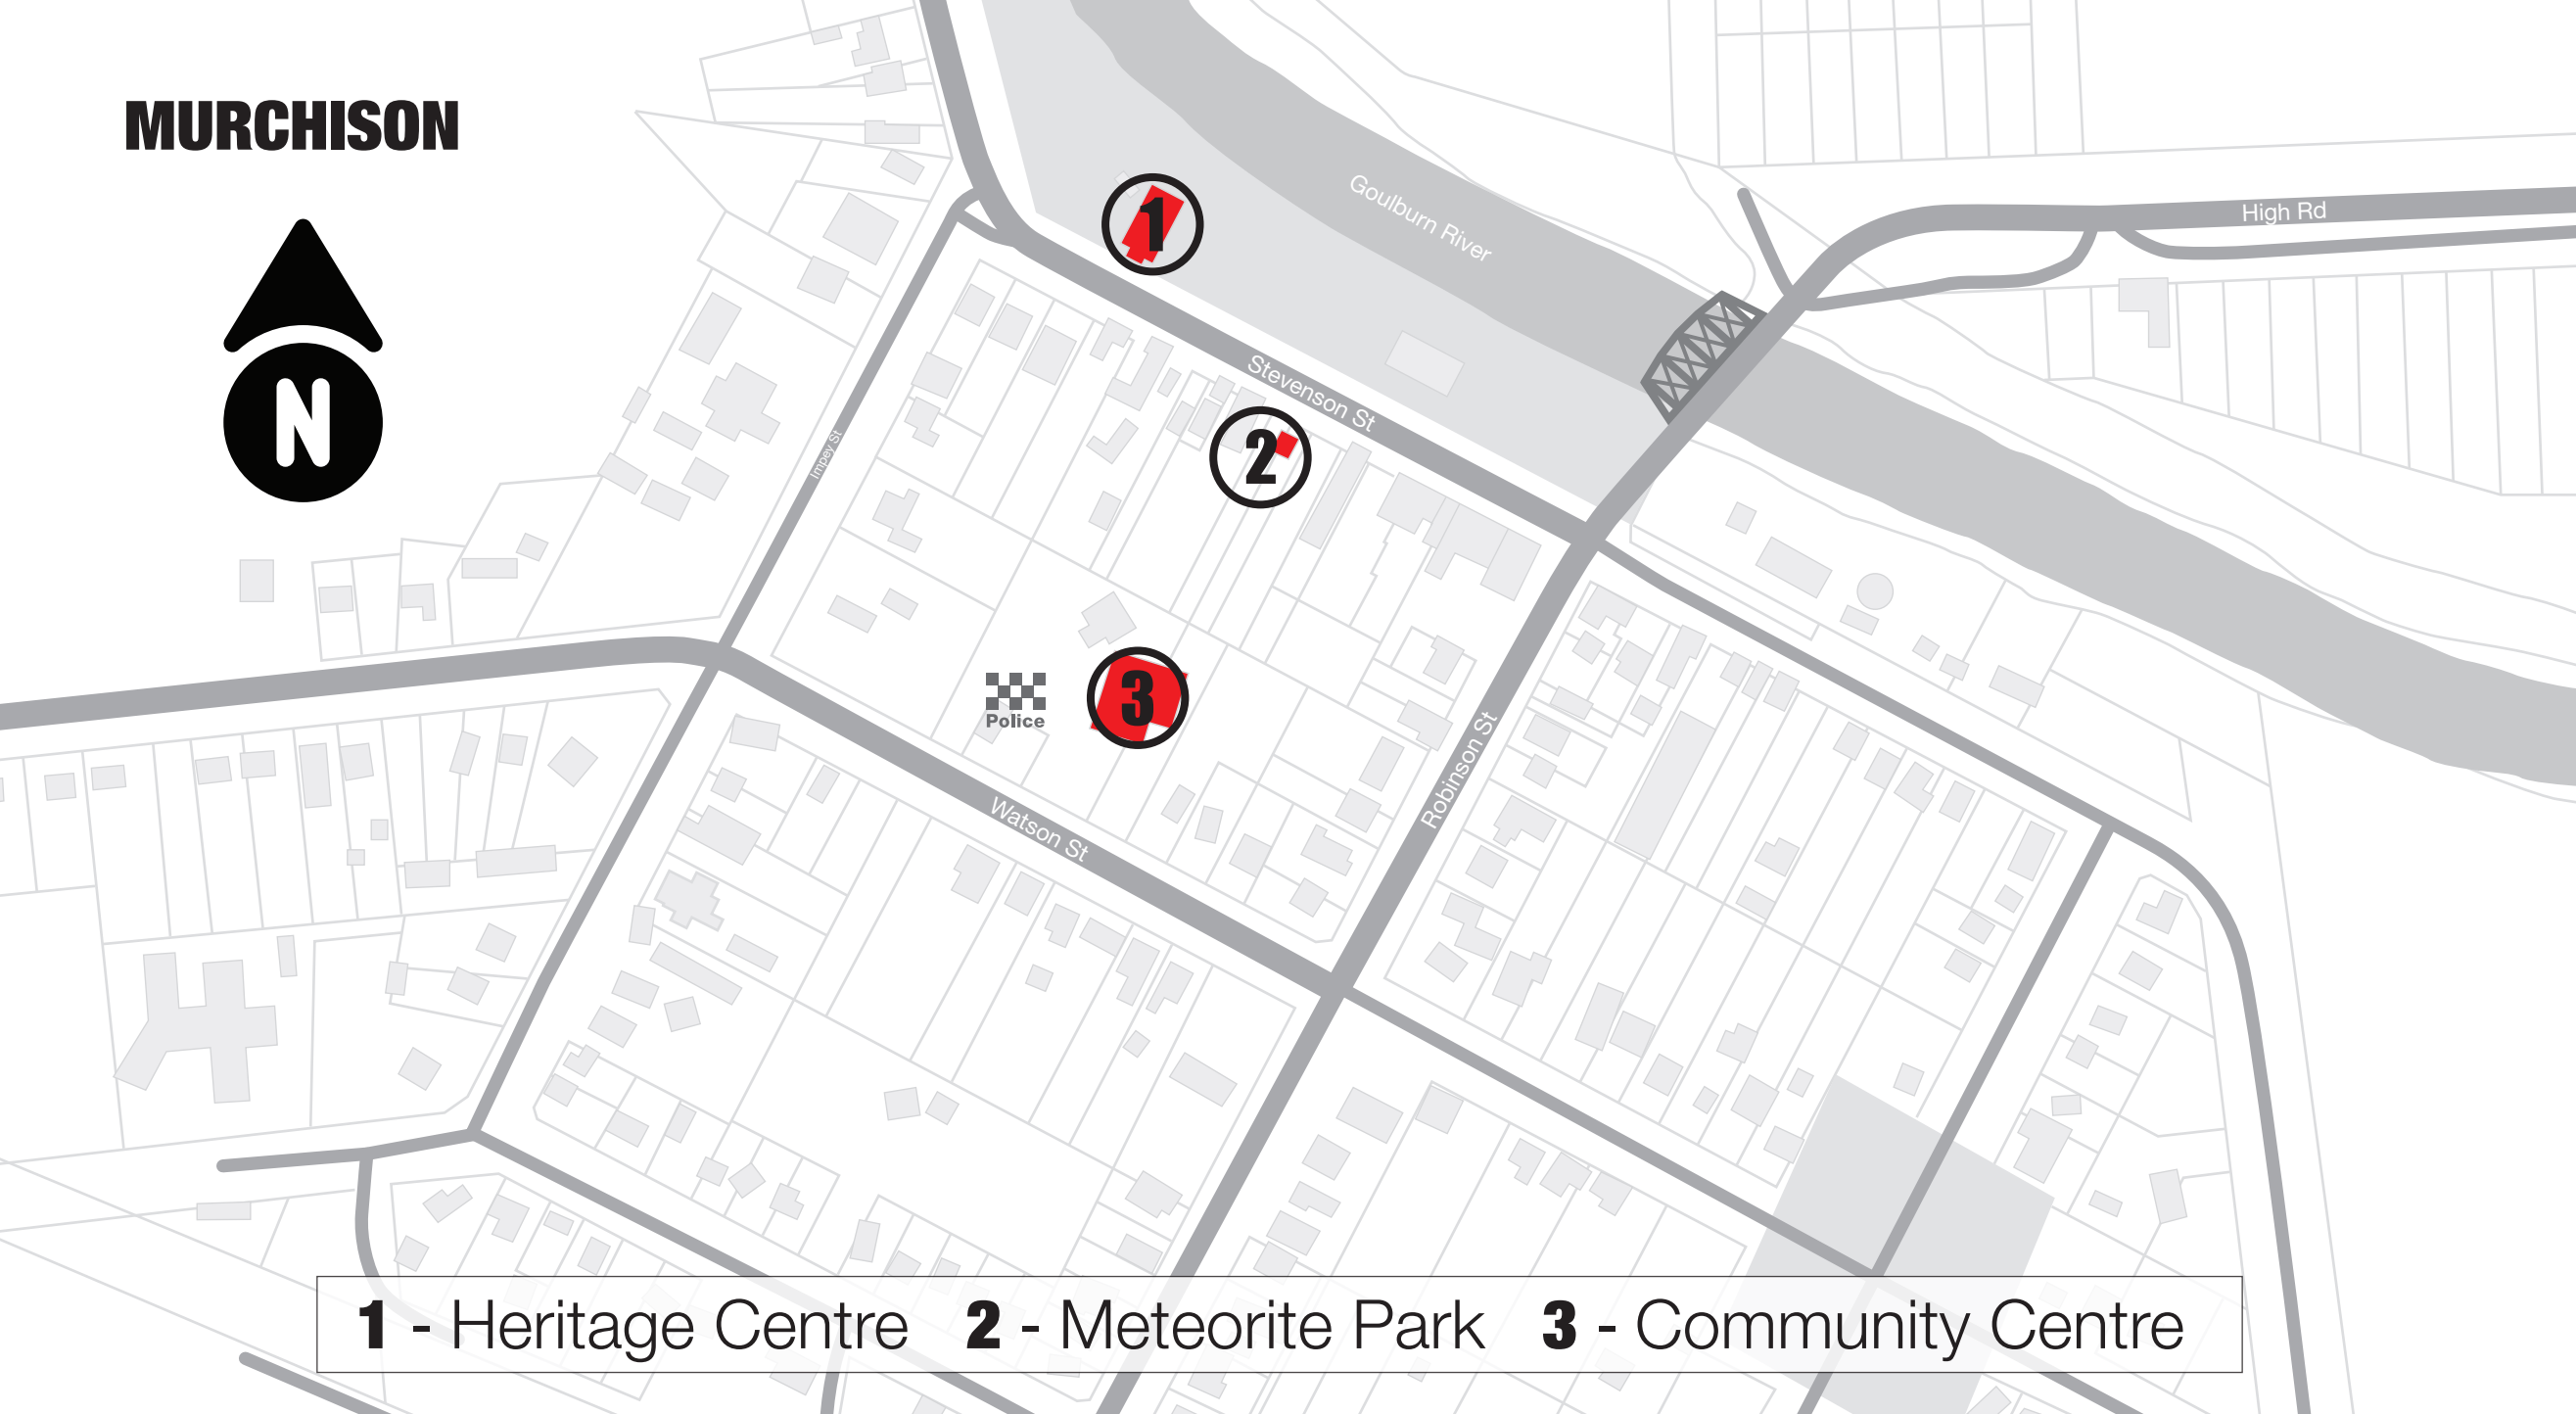 MURCHISON
N
1
Goulburn River
High Rd
Stevenson St
2
Impey St
3
Police
Robinson St
Watson St
1 - Heritage Centre 2 - Meteorite Park 3 - Community Centre